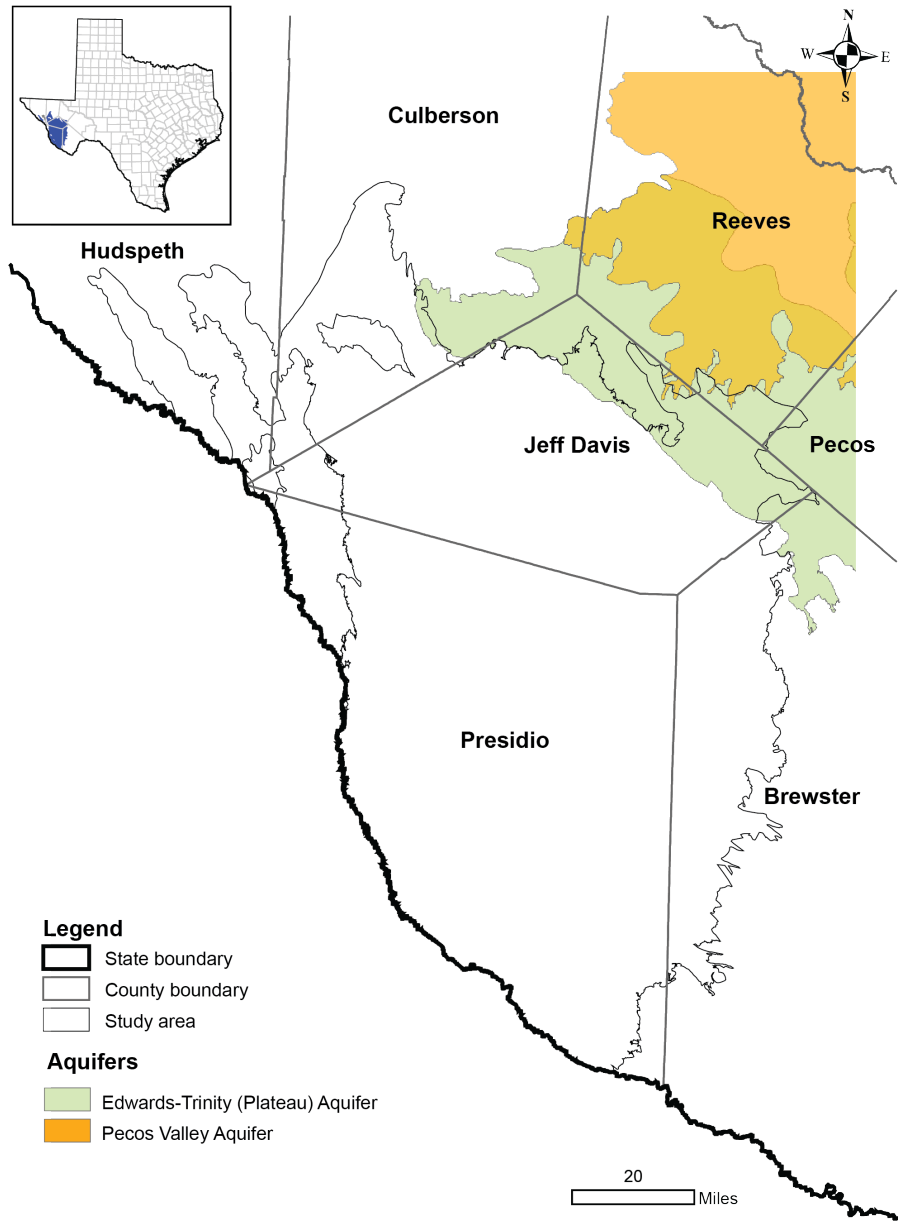 N
W E
S
Culberson
Reeves
Hudspeth
Jeff Davis
Pecos
Presidio
Brewster
Legend
State boundary
County boundary
Study area
Aquifers
Edwards-Trinity (Plateau) Aquifer
Pecos Valley Aquifer
20
Miles